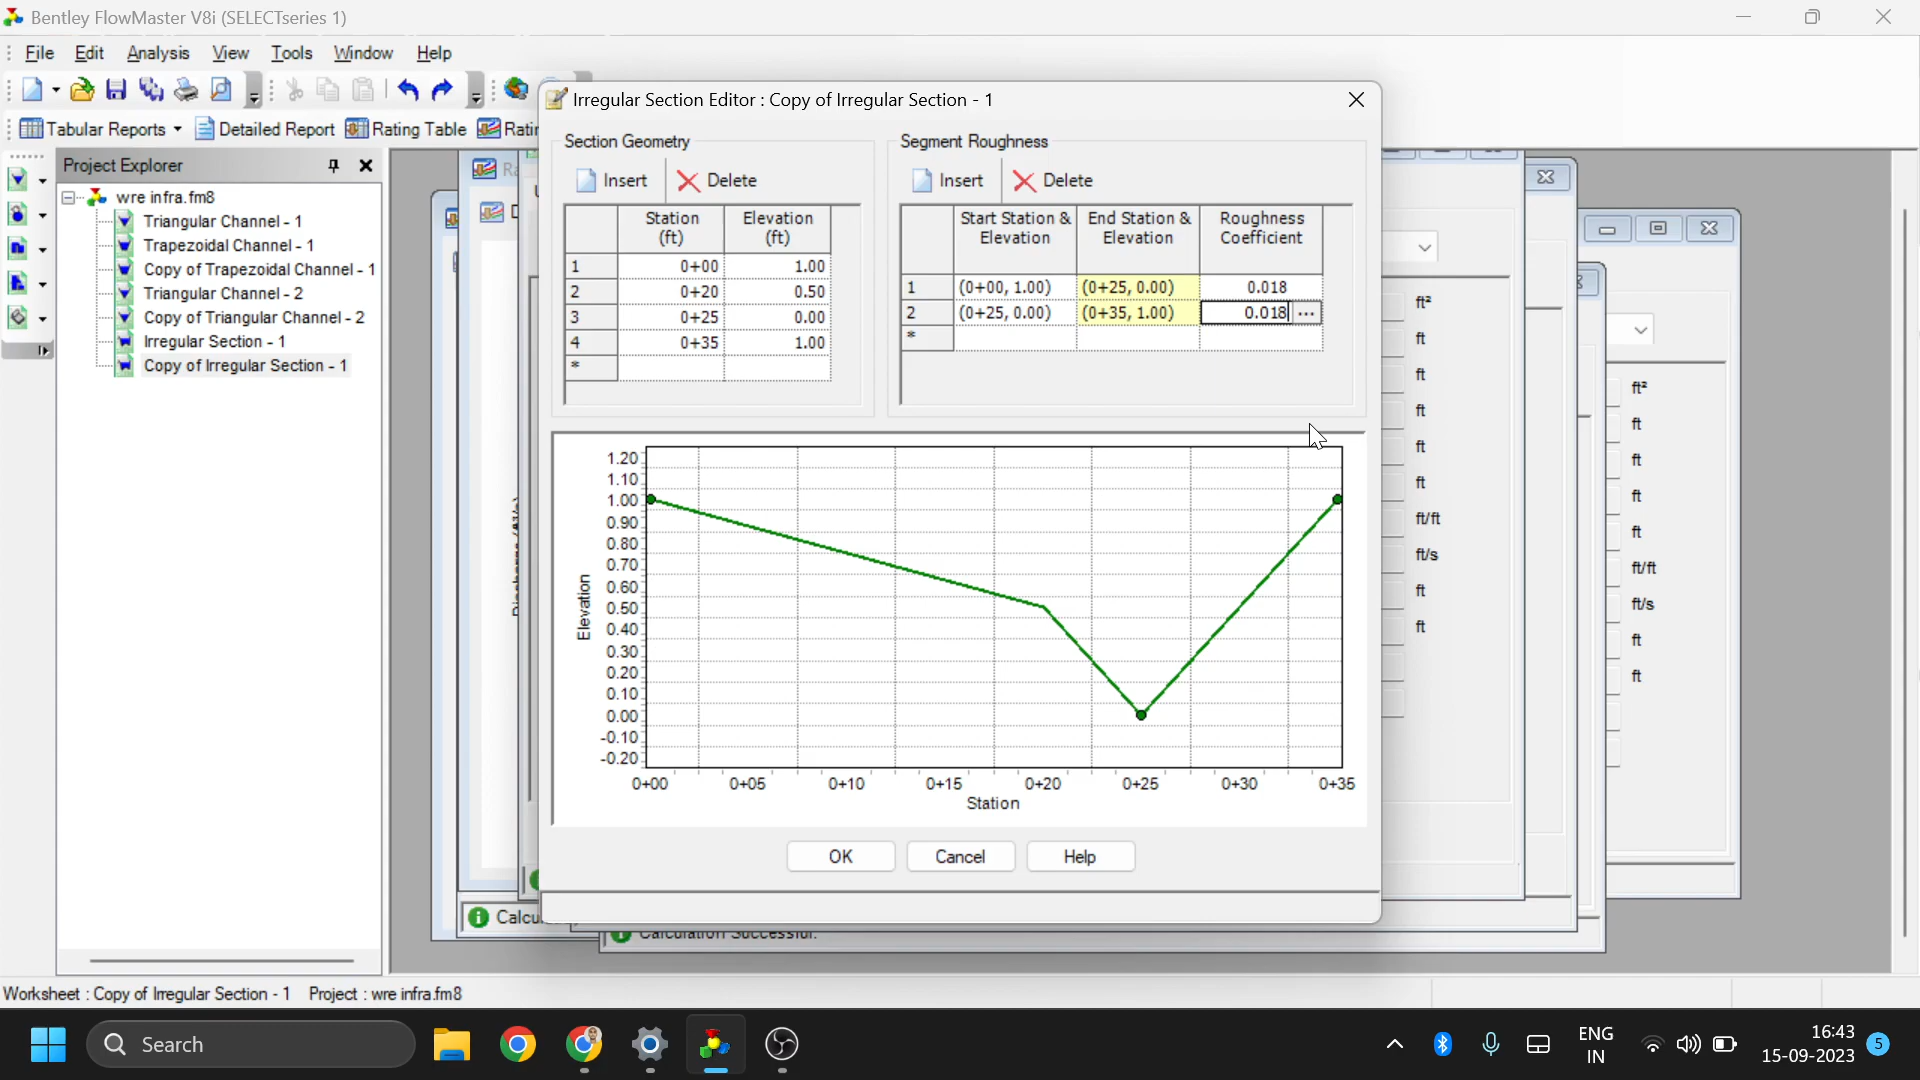 Bentley FlowMaster V8i (SELECTseries 1)
File Edit Analysis View Tools Window Help
Tabular Reports Detailed Report Rating Table
Project Explorer
wre infra.fm8
Triangular Channel - 1
Trapezoidal Channel - 1
Copy of Trapezoidal Channel - 1
Triangular Channel - 2
Copy of Triangular Channel - 2
Irregular Section - 1
Copy of Irregular Section - 1
Irregular Section Editor : Copy of Irregular Section - 1
Section Geometry
Insert Delete
Station (ft) Elevation (ft)
1 0+00 1.00
2 0+20 0.50
3 0+25 0.00
4 0+35 1.00
*
Segment Roughness
Insert Delete
Start Station & Elevation End Station & Elevation Roughness Coefficient
1 (0+00, 1.00) (0+25, 0.00) 0.018
2 (0+25, 0.00) (0+35, 1.00) 0.018 ...
*
1.20
1.10
1.00
0.90
0.80
0.70
0.60
0.50
0.40
0.30
0.20
0.10
0.00
-0.10
-0.20
Elevation
0+00 0+05 0+10 0+15 0+20 0+25 0+30 0+35
Station
OK Cancel Help
ft²
ft
ft
ft
ft
ft
ft/ft
ft/s
ft
ft
ft²
ft
ft
ft
ft
ft/ft
ft/s
ft
ft
Calculation Successful.
Worksheet : Copy of Irregular Section - 1 Project : wre infra.fm8
Search
ENG
IN
16:43
15-09-2023
5